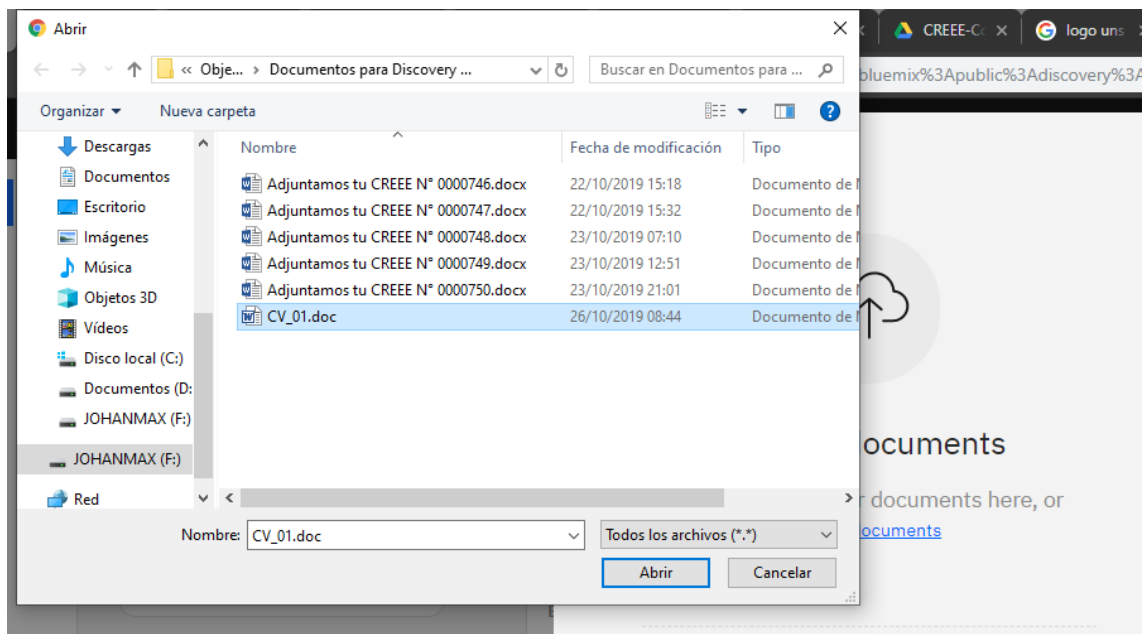 Abrir
CREEE-Co
logo uns
« Obje... › Documentos para Discovery ...
Buscar en Documentos para ...
bluemix%3Apublic%3Adiscovery%3A
Organizar
Nueva carpeta
Nombre
Fecha de modificación
Tipo
Descargas
Documentos
Escritorio
Imágenes
Música
Objetos 3D
Vídeos
Disco local (C:)
Documentos (D:
JOHANMAX (F:)
JOHANMAX (F:)
Red
Adjuntamos tu CREEE N° 0000746.docx 22/10/2019 15:18 Documento de M
Adjuntamos tu CREEE N° 0000747.docx 22/10/2019 15:32 Documento de M
Adjuntamos tu CREEE N° 0000748.docx 23/10/2019 07:10 Documento de M
Adjuntamos tu CREEE N° 0000749.docx 23/10/2019 12:51 Documento de M
Adjuntamos tu CREEE N° 0000750.docx 23/10/2019 21:01 Documento de M
CV_01.doc 26/10/2019 08:44 Documento de M
Nombre: CV_01.doc
Todos los archivos (*.*)
Abrir
Cancelar
ocuments
r documents here, or
ocuments